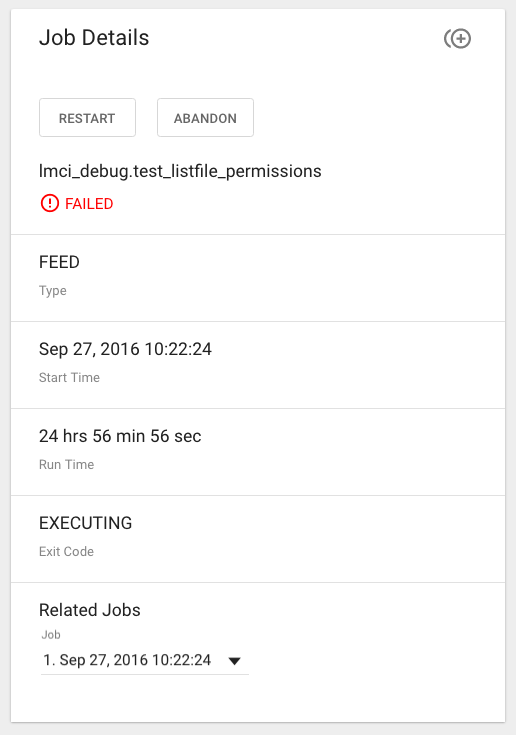 Job Details
RESTART
ABANDON
lmci_debug.test_listfile_permissions
FAILED
FEED
Type
Sep 27, 2016 10:22:24
Start Time
24 hrs 56 min 56 sec
Run Time
EXECUTING
Exit Code
Related Jobs
Job
1. Sep 27, 2016 10:22:24